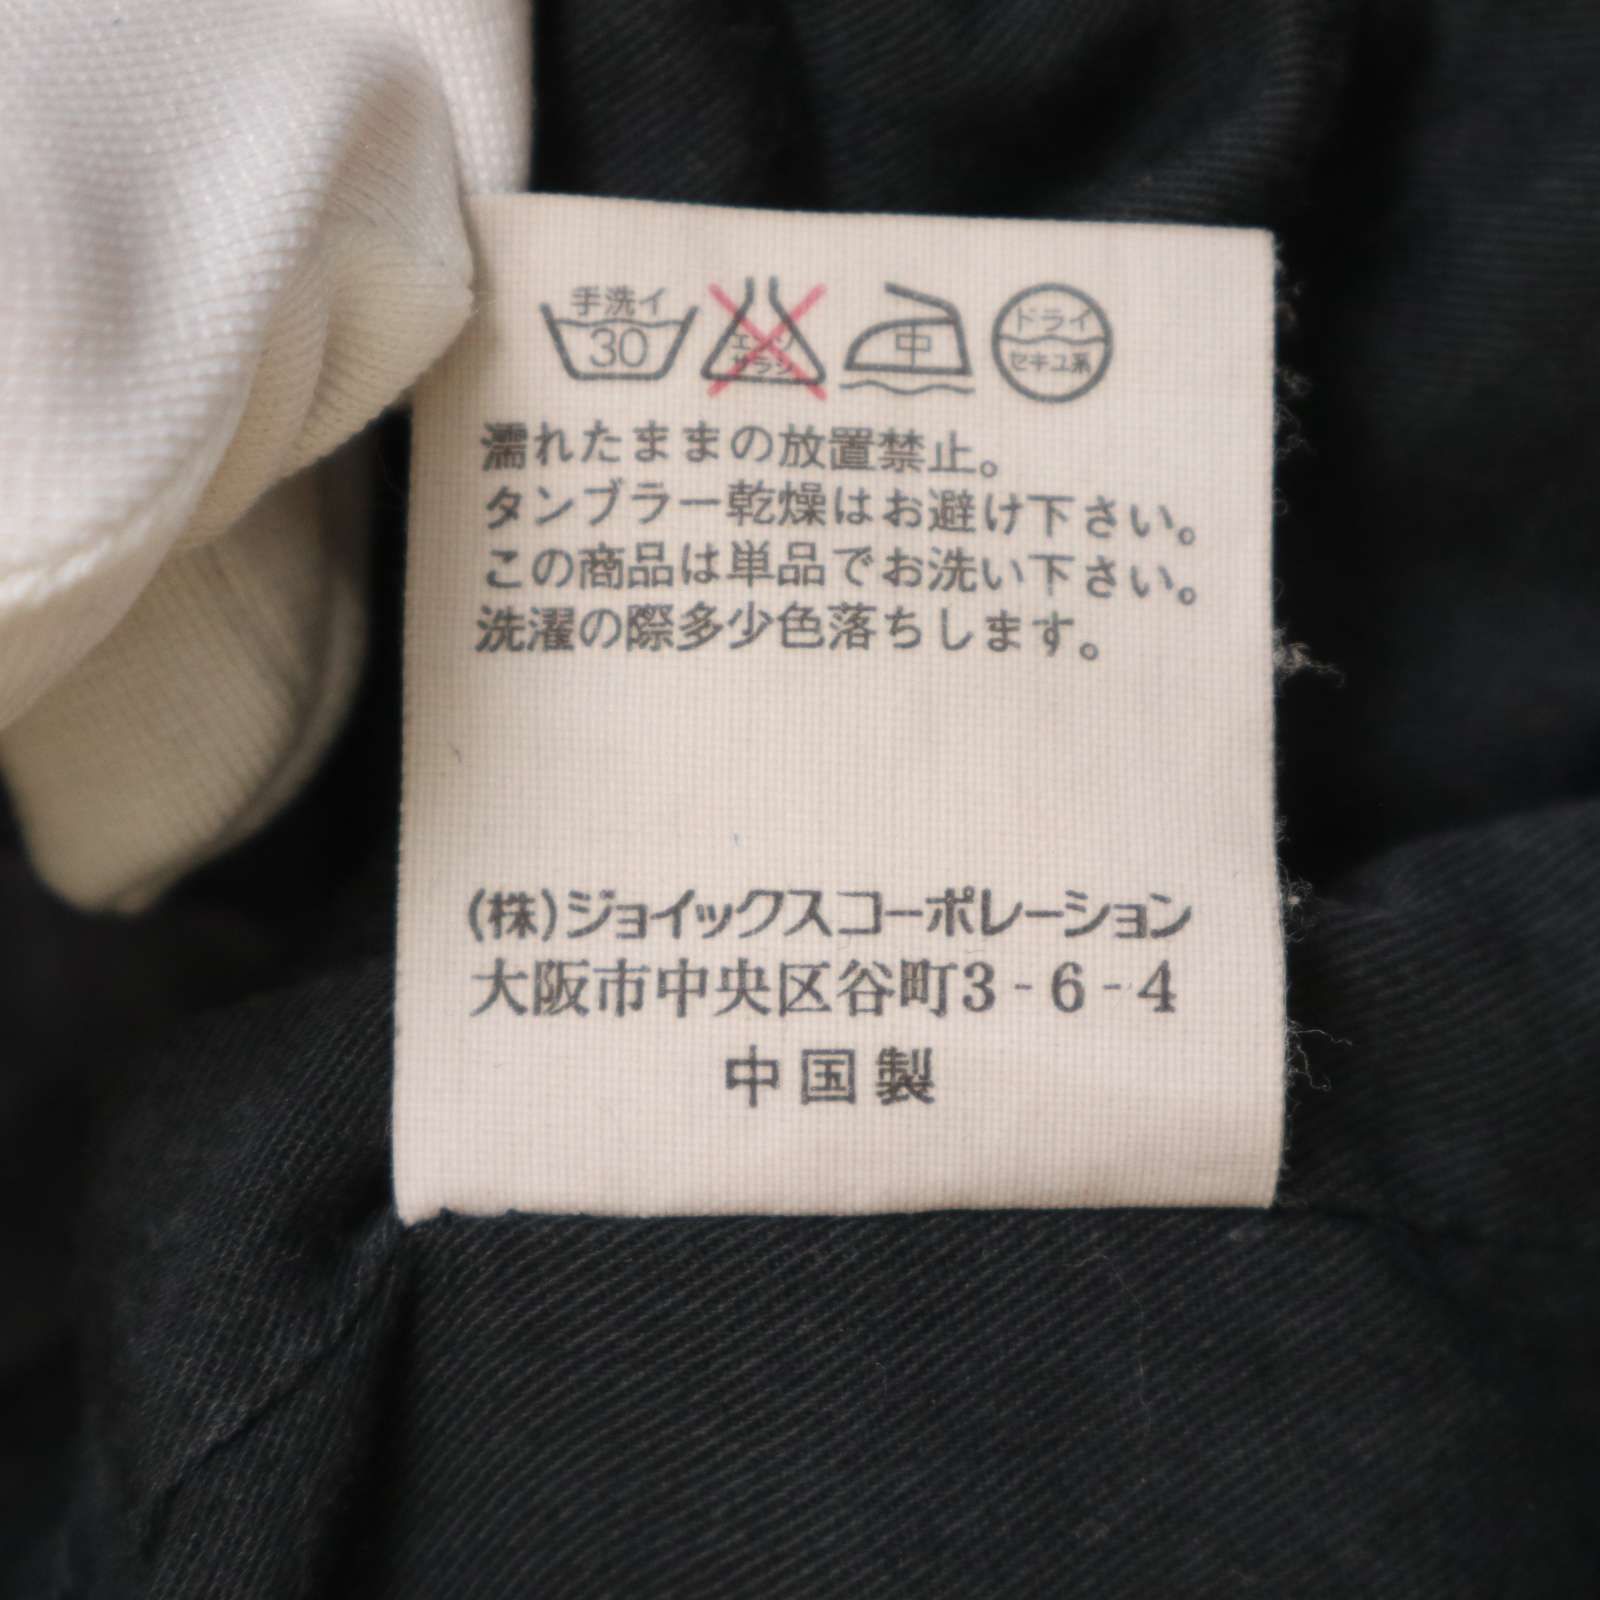 手洗イ 30 エンソサラシ 中 ドライ セキユ系
濡れたままの放置禁止。
タンブラー乾燥はお避け下さい。
この商品は単品でお洗い下さい。
洗濯の際多少色落ちします。
(株)ジョイックスコーポレーション
大阪市中央区谷町3-6-4
中国製